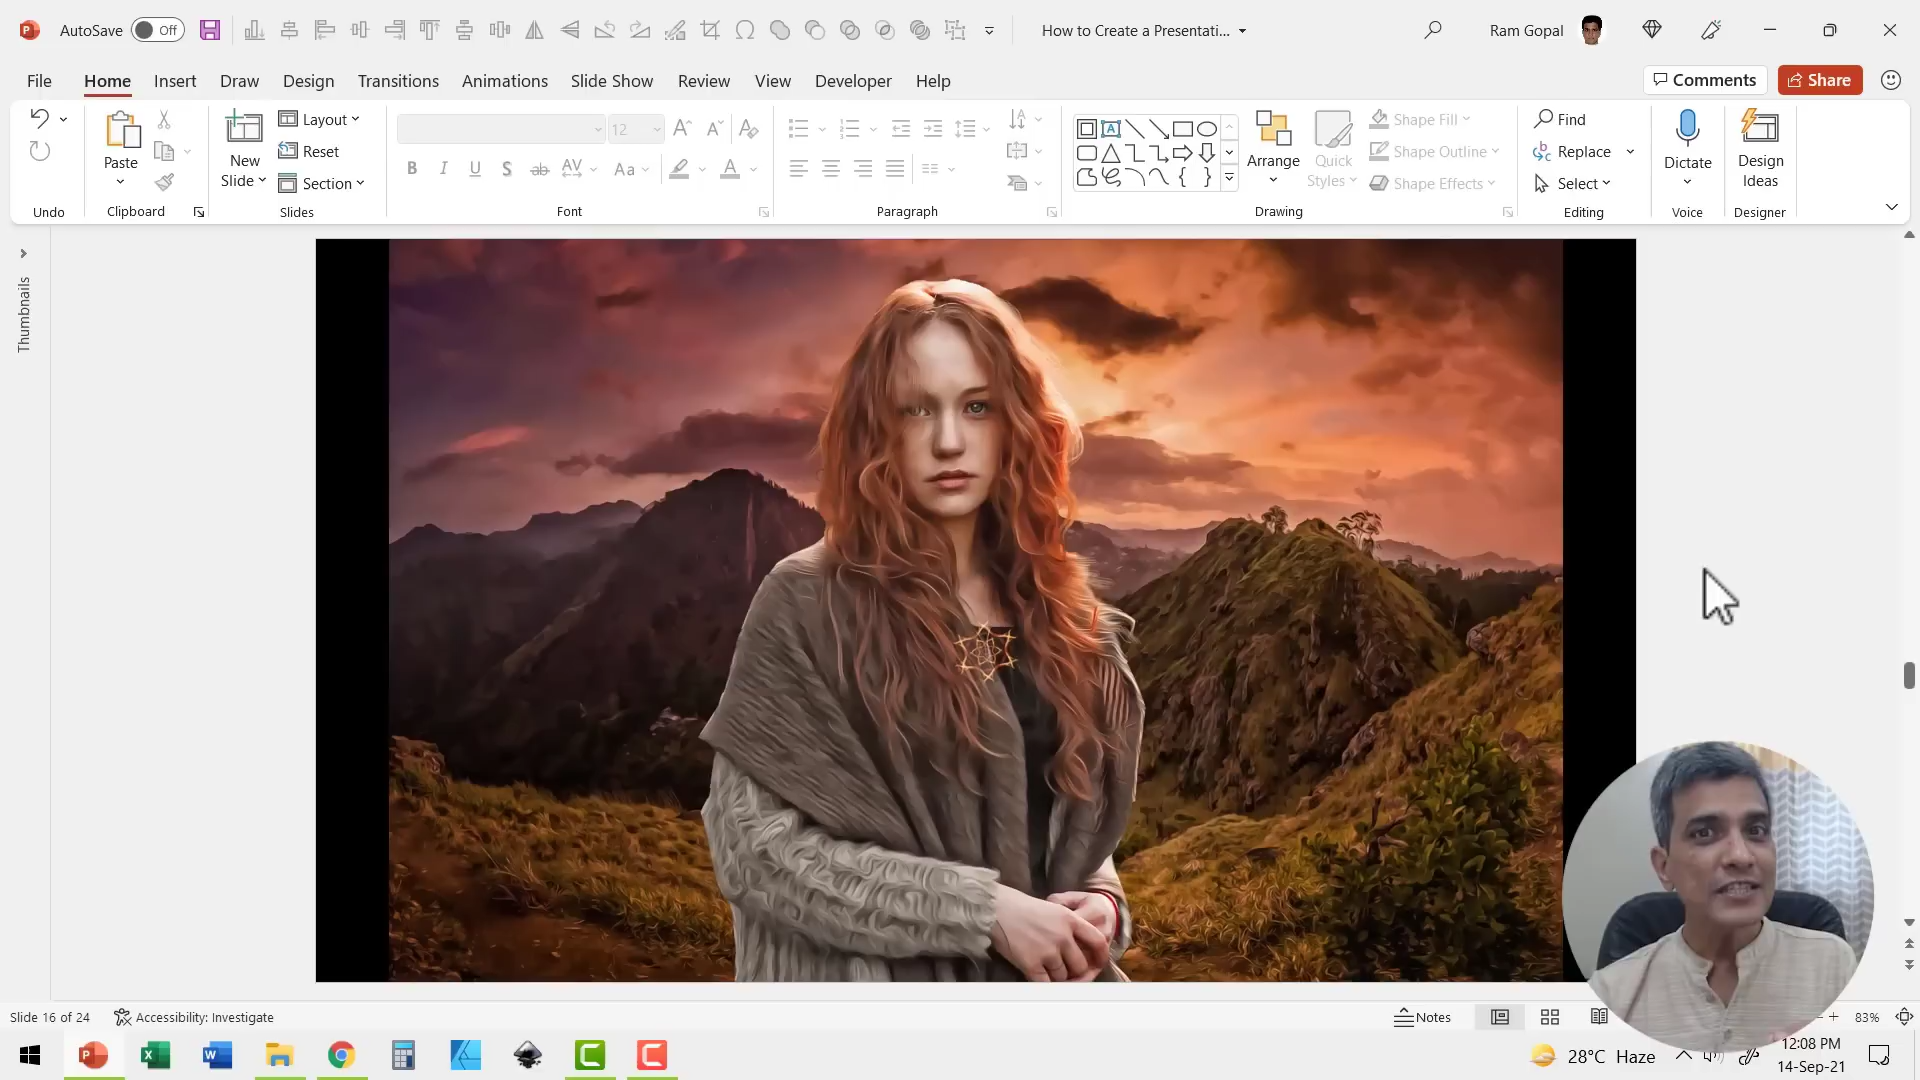 AutoSave Off How to Create a Presentati... Ram Gopal
File Home Insert Draw Design Transitions Animations Slide Show Review View Developer Help Comments Share
Paste
Clipboard
Undo
New
Slide
Layout
Reset
Section
Slides
12
Font
Paragraph
Arrange
Quick
Styles
Shape Fill
Shape Outline
Shape Effects
Drawing
Find
Replace
Select
Editing
Dictate
Voice
Design
Ideas
Designer
Thumbnails
Slide 16 of 24 Accessibility: Investigate Notes 83%
28°C Haze 12:08 PM
14-Sep-21